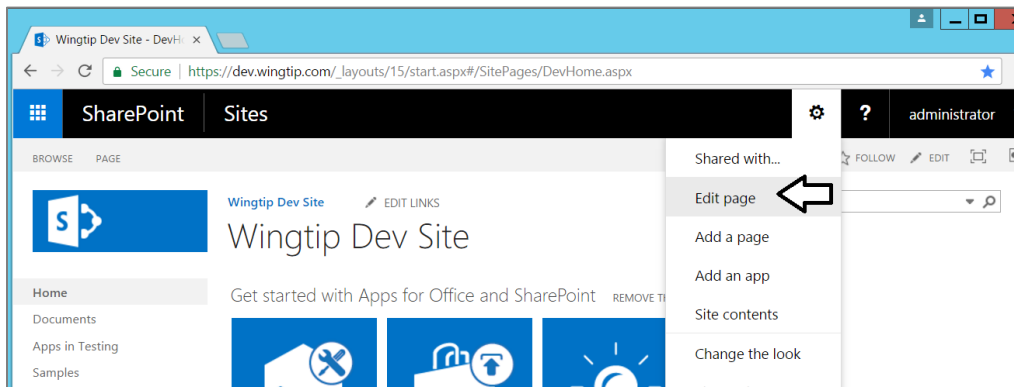 Wingtip Dev Site - DevH
Secure https://dev.wingtip.com/_layouts/15/start.aspx#/SitePages/DevHome.aspx
SharePoint Sites ? administrator
BROWSE PAGE Shared with... FOLLOW EDIT
Wingtip Dev Site EDIT LINKS Edit page
S
Wingtip Dev Site Add a page
Add an app
Home Get started with Apps for Office and SharePoint REMOVE
Documents Site contents
Apps in Testing Change the look
Samples